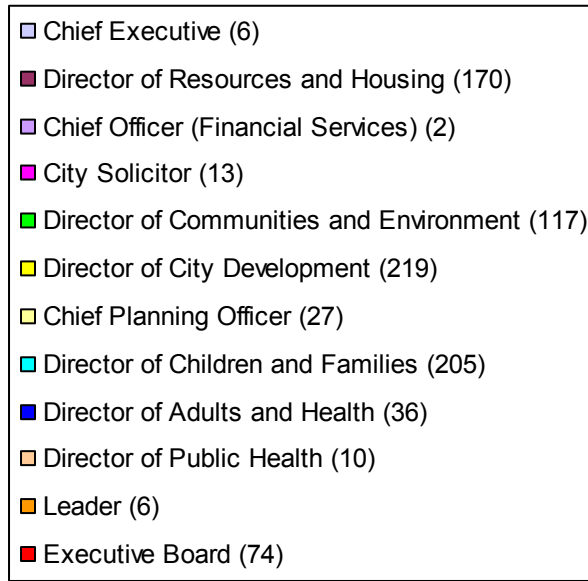 Chief Executive (6)
Director of Resources and Housing (170)
Chief Officer (Financial Services) (2)
City Solicitor (13)
Director of Communities and Environment (117)
Director of City Development (219)
Chief Planning Officer (27)
Director of Children and Families (205)
Director of Adults and Health (36)
Director of Public Health (10)
Leader (6)
Executive Board (74)